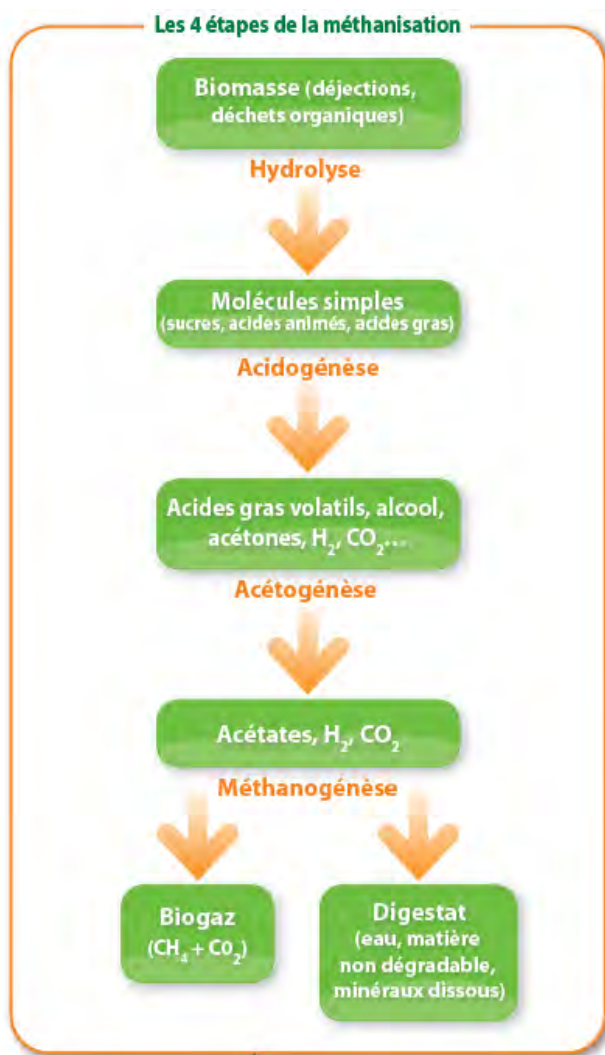 Les 4 étapes de la méthanisation
Biomasse (déjections,
déchets organiques)
Hydrolyse
Molécules simples
(sucres, acides animés, acides gras)
Acidogénèse
Acides gras volatils, alcool,
acétones, H₂, CO₂...
Acétogénèse
Acétates, H₂, CO₂
Méthanogénèse
Biogaz
(CH₄ + CO₂)
Digestat
(eau, matière
non dégradable,
minéraux dissous)